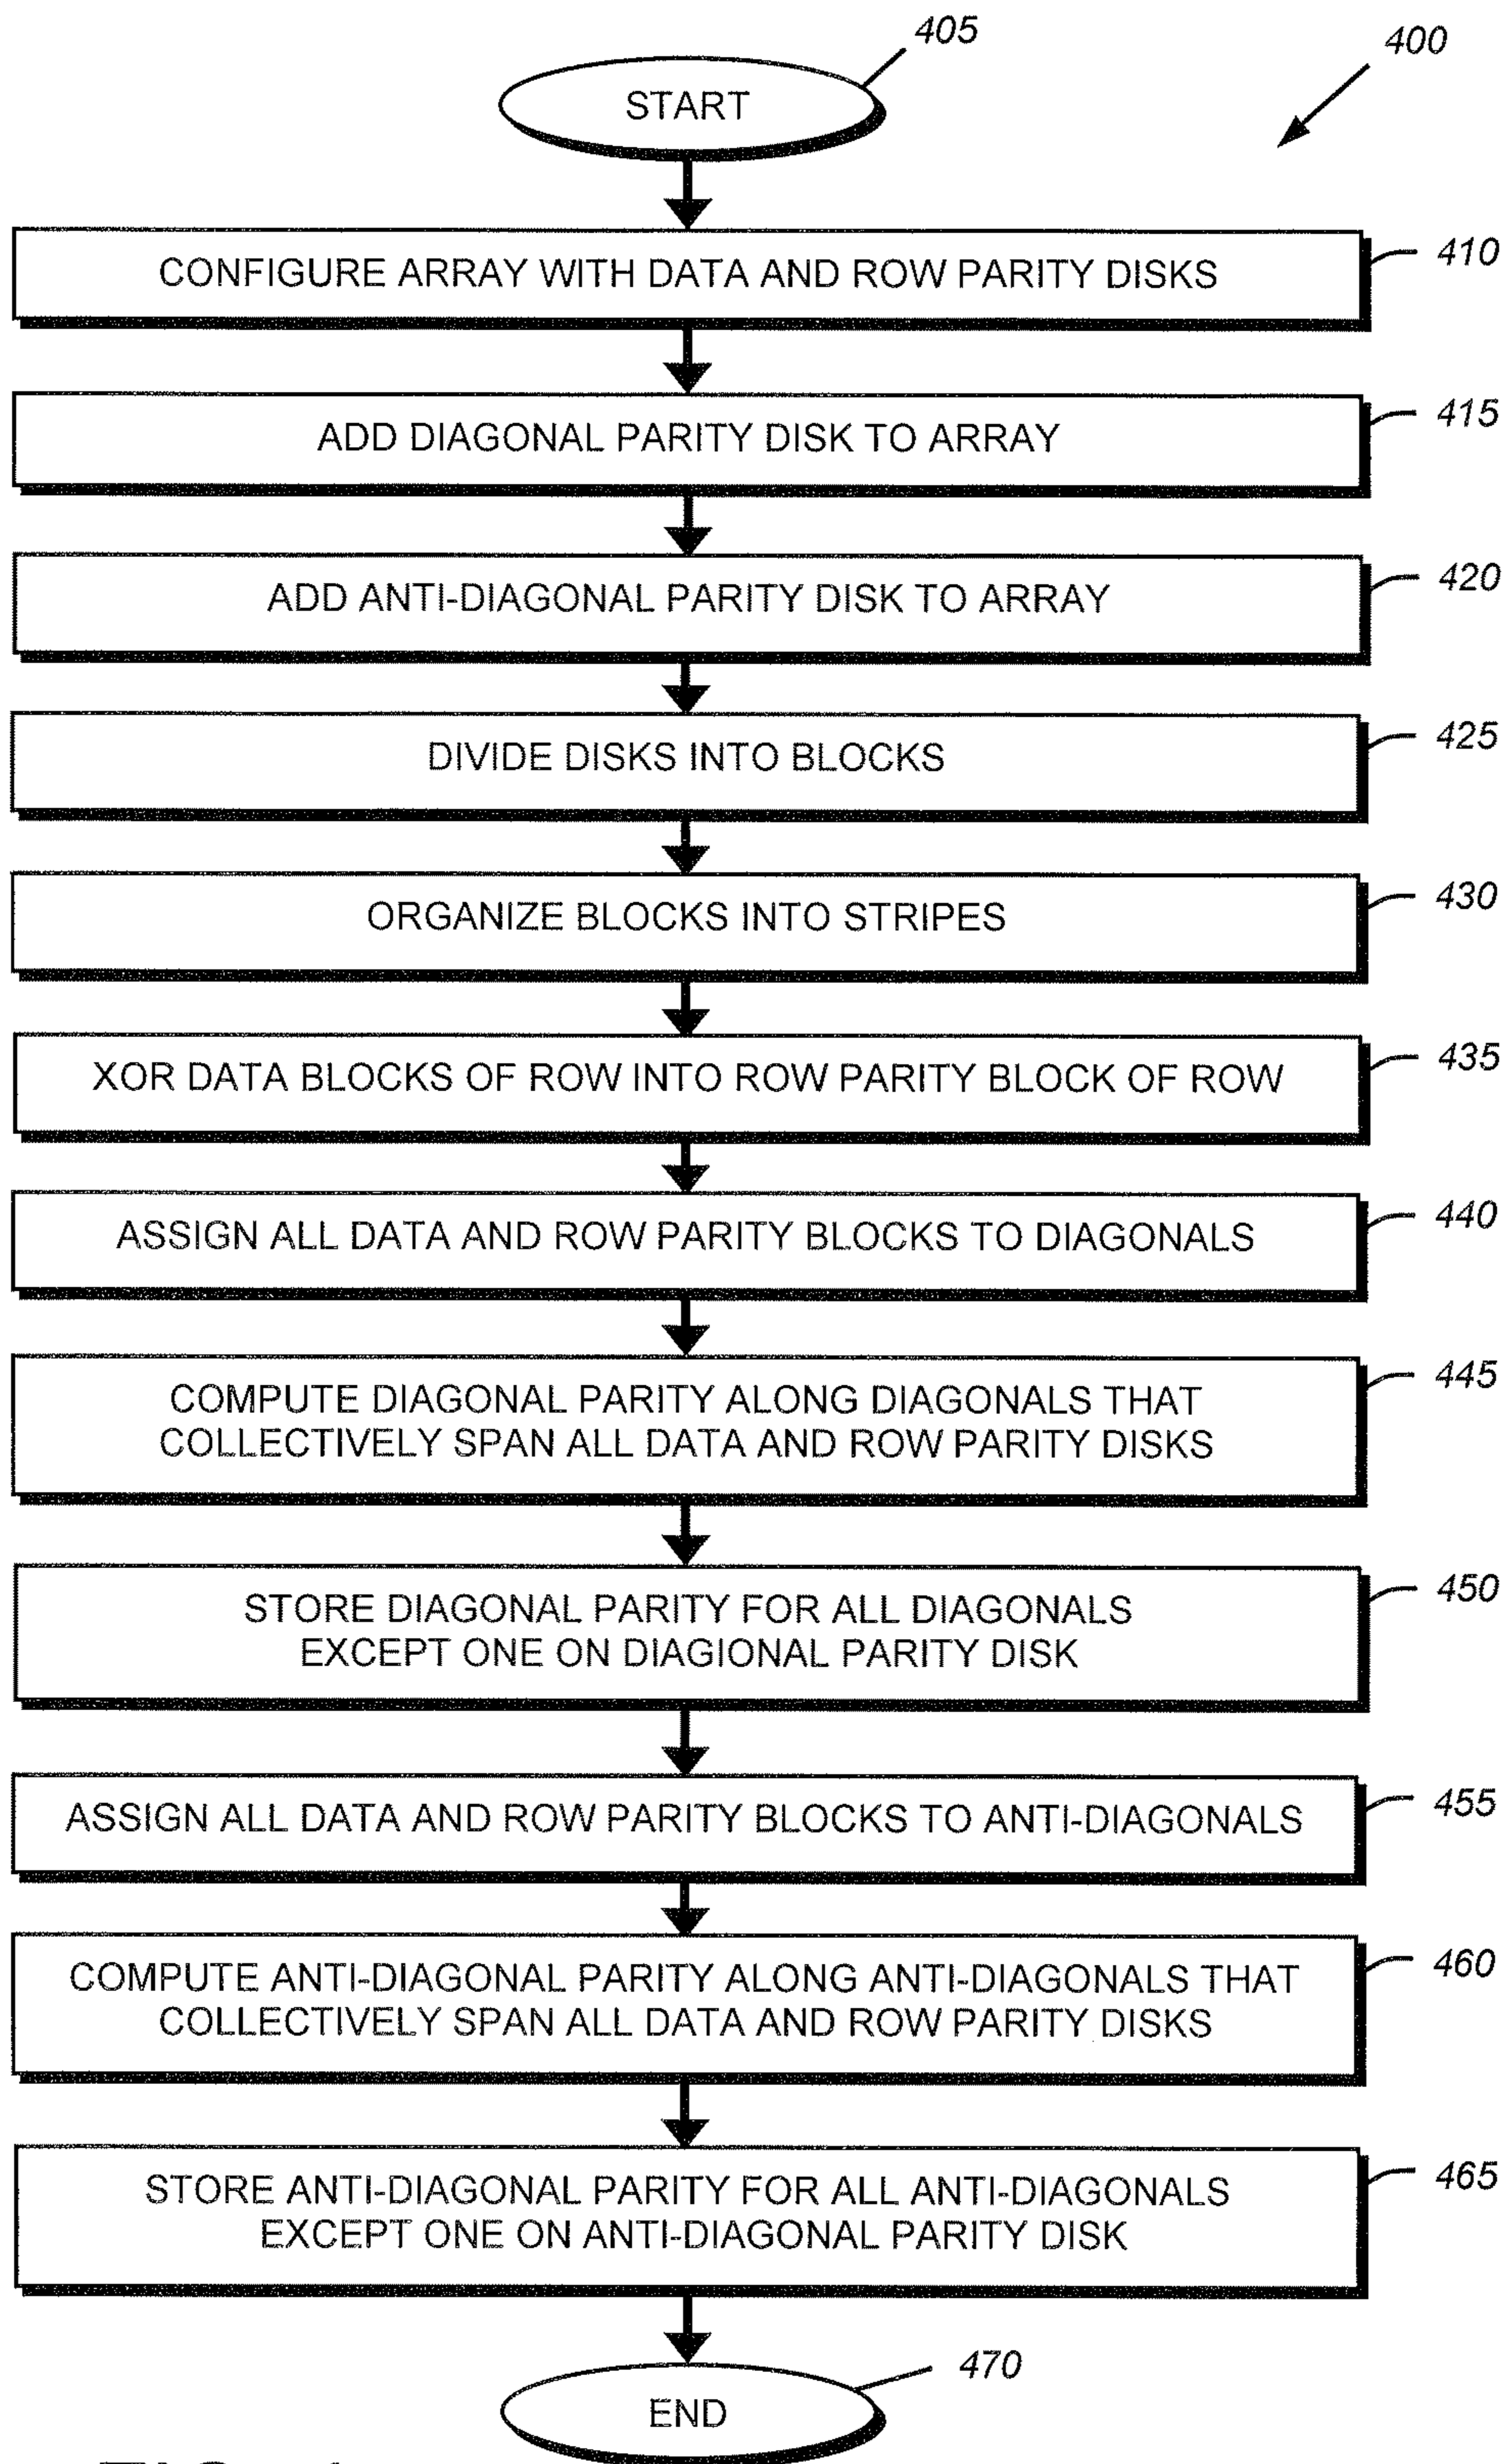 405
400
START
CONFIGURE ARRAY WITH DATA AND ROW PARITY DISKS
410
ADD DIAGONAL PARITY DISK TO ARRAY
415
ADD ANTI-DIAGONAL PARITY DISK TO ARRAY
420
DIVIDE DISKS INTO BLOCKS
425
ORGANIZE BLOCKS INTO STRIPES
430
XOR DATA BLOCKS OF ROW INTO ROW PARITY BLOCK OF ROW
435
ASSIGN ALL DATA AND ROW PARITY BLOCKS TO DIAGONALS
440
COMPUTE DIAGONAL PARITY ALONG DIAGONALS THAT
COLLECTIVELY SPAN ALL DATA AND ROW PARITY DISKS
445
STORE DIAGONAL PARITY FOR ALL DIAGONALS
EXCEPT ONE ON DIAGIONAL PARITY DISK
450
ASSIGN ALL DATA AND ROW PARITY BLOCKS TO ANTI-DIAGONALS
455
COMPUTE ANTI-DIAGONAL PARITY ALONG ANTI-DIAGONALS THAT
COLLECTIVELY SPAN ALL DATA AND ROW PARITY DISKS
460
STORE ANTI-DIAGONAL PARITY FOR ALL ANTI-DIAGONALS
EXCEPT ONE ON ANTI-DIAGONAL PARITY DISK
465
470
END